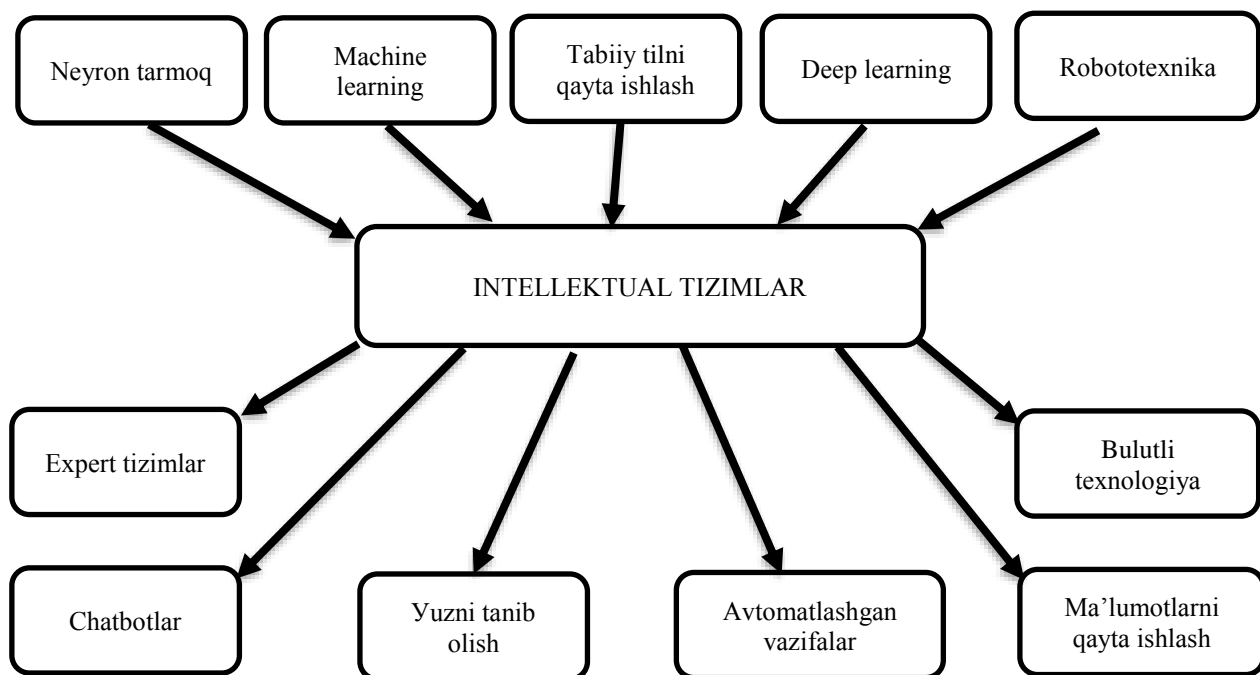 Neyron tarmoq
Machine
learning
Tabiiy tilni
qayta ishlash
Deep learning
Robototexnika
INTELLEKTUAL TIZIMLAR
Expert tizimlar
Bulutli
texnologiya
Chatbotlar
Уuzni tanib
olish
Avtomatlashgan
vazifalar
Ma’lumotlarni
qayta ishlash